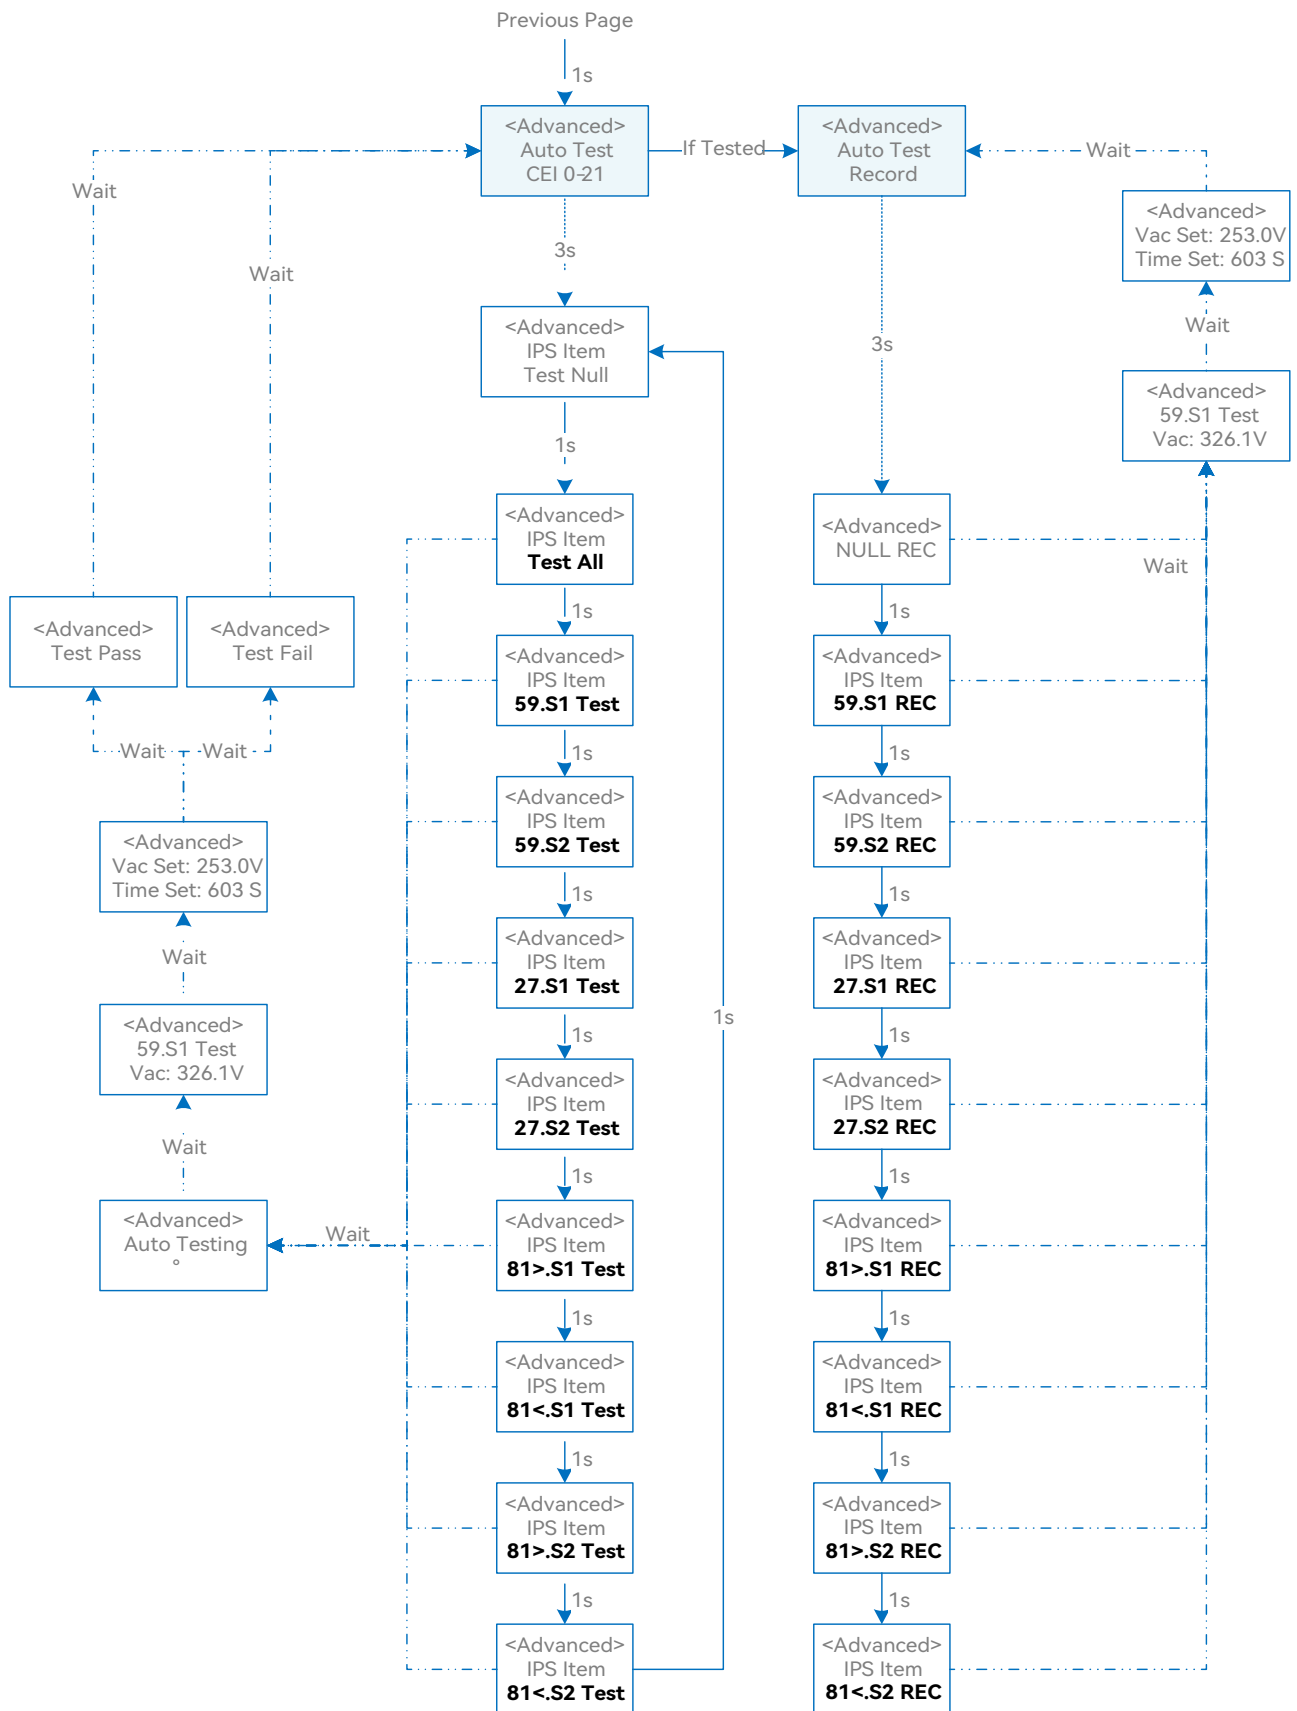 Previous Page
1s
<Advanced>
Auto Test
CEI 0-21
If Tested
<Advanced>
Auto Test
Record
Wait
Wait
Wait
3s
3s
<Advanced>
Vac Set: 253.0V
Time Set: 603 S
Wait
<Advanced>
IPS Item
Test Null
1s
<Advanced>
59.S1 Test
Vac: 326.1V
Wait
<Advanced>
IPS Item
Test All
1s
<Advanced>
IPS Item
59.S1 Test
1s
<Advanced>
IPS Item
59.S2 Test
1s
<Advanced>
IPS Item
27.S1 Test
1s
<Advanced>
IPS Item
27.S2 Test
1s
<Advanced>
IPS Item
81>.S1 Test
1s
<Advanced>
IPS Item
81<.S1 Test
1s
<Advanced>
IPS Item
81>.S2 Test
1s
<Advanced>
IPS Item
81<.S2 Test
1s
<Advanced>
NULL REC
1s
<Advanced>
IPS Item
59.S1 REC
1s
<Advanced>
IPS Item
59.S2 REC
1s
<Advanced>
IPS Item
27.S1 REC
1s
<Advanced>
IPS Item
27.S2 REC
1s
<Advanced>
IPS Item
81>.S1 REC
1s
<Advanced>
IPS Item
81<.S1 REC
1s
<Advanced>
IPS Item
81>.S2 REC
1s
<Advanced>
IPS Item
81<.S2 REC
<Advanced>
Test Pass
<Advanced>
Test Fail
Wait
Wait
<Advanced>
Vac Set: 253.0V
Time Set: 603 S
Wait
<Advanced>
59.S1 Test
Vac: 326.1V
Wait
<Advanced>
Auto Testing
°
Wait